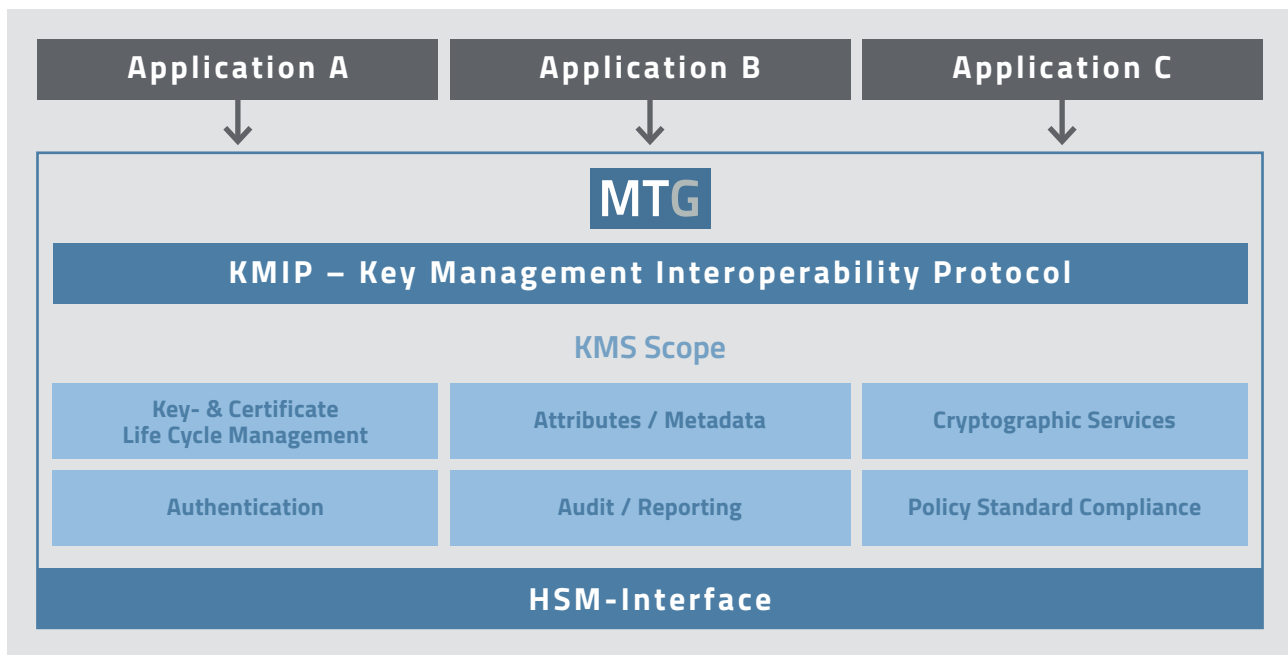 Application A
Application B
Application C
MTG
KMIP – Key Management Interoperability Protocol
KMS Scope
Key- & Certificate
Life Cycle Management
Attributes / Metadata
Cryptographic Services
Authentication
Audit / Reporting
Policy Standard Compliance
HSM-Interface